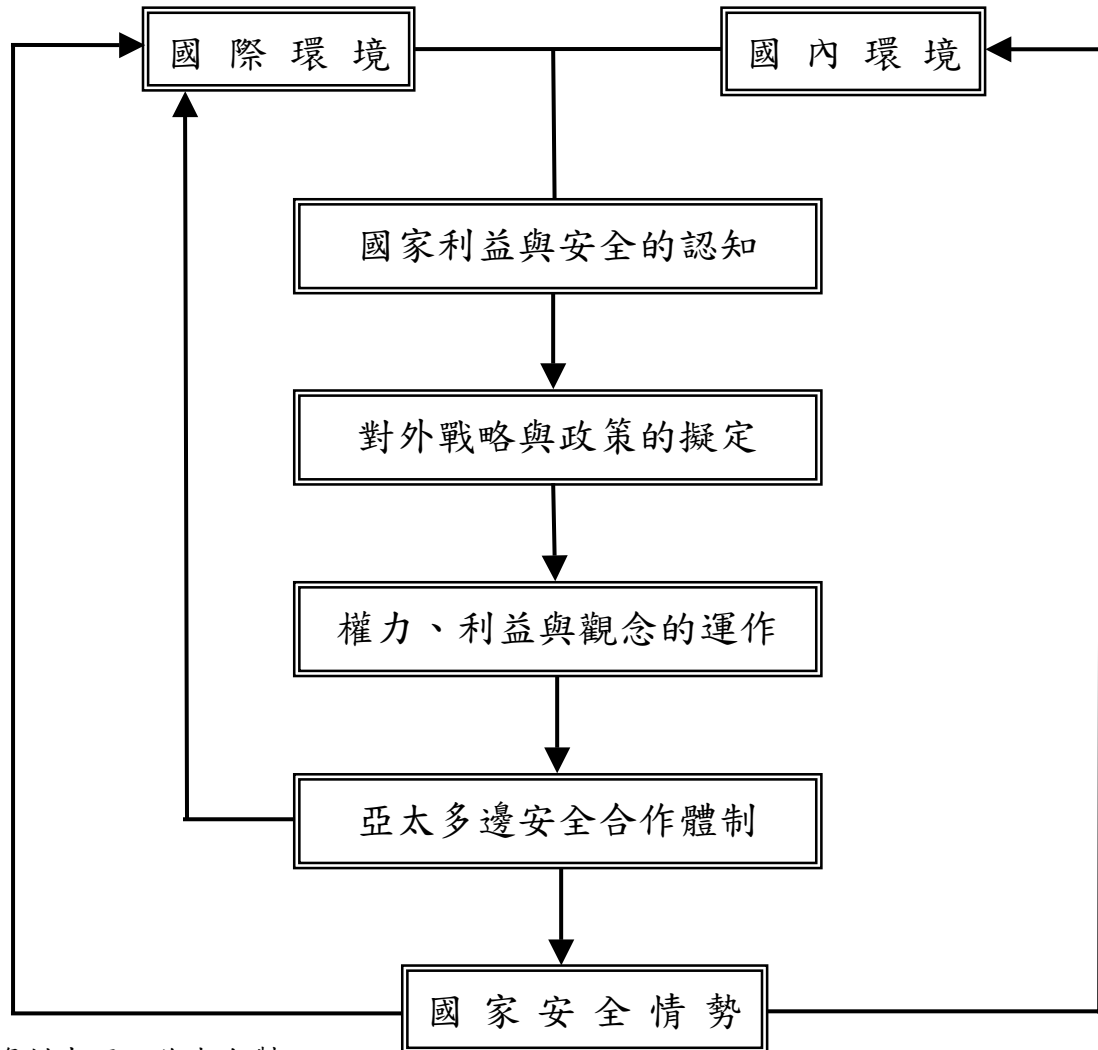 國際環境
國內環境
國家利益與安全的認知
對外戰略與政策的擬定
權力、利益與觀念的運作
亞太多邊安全合作體制
國家安全情勢